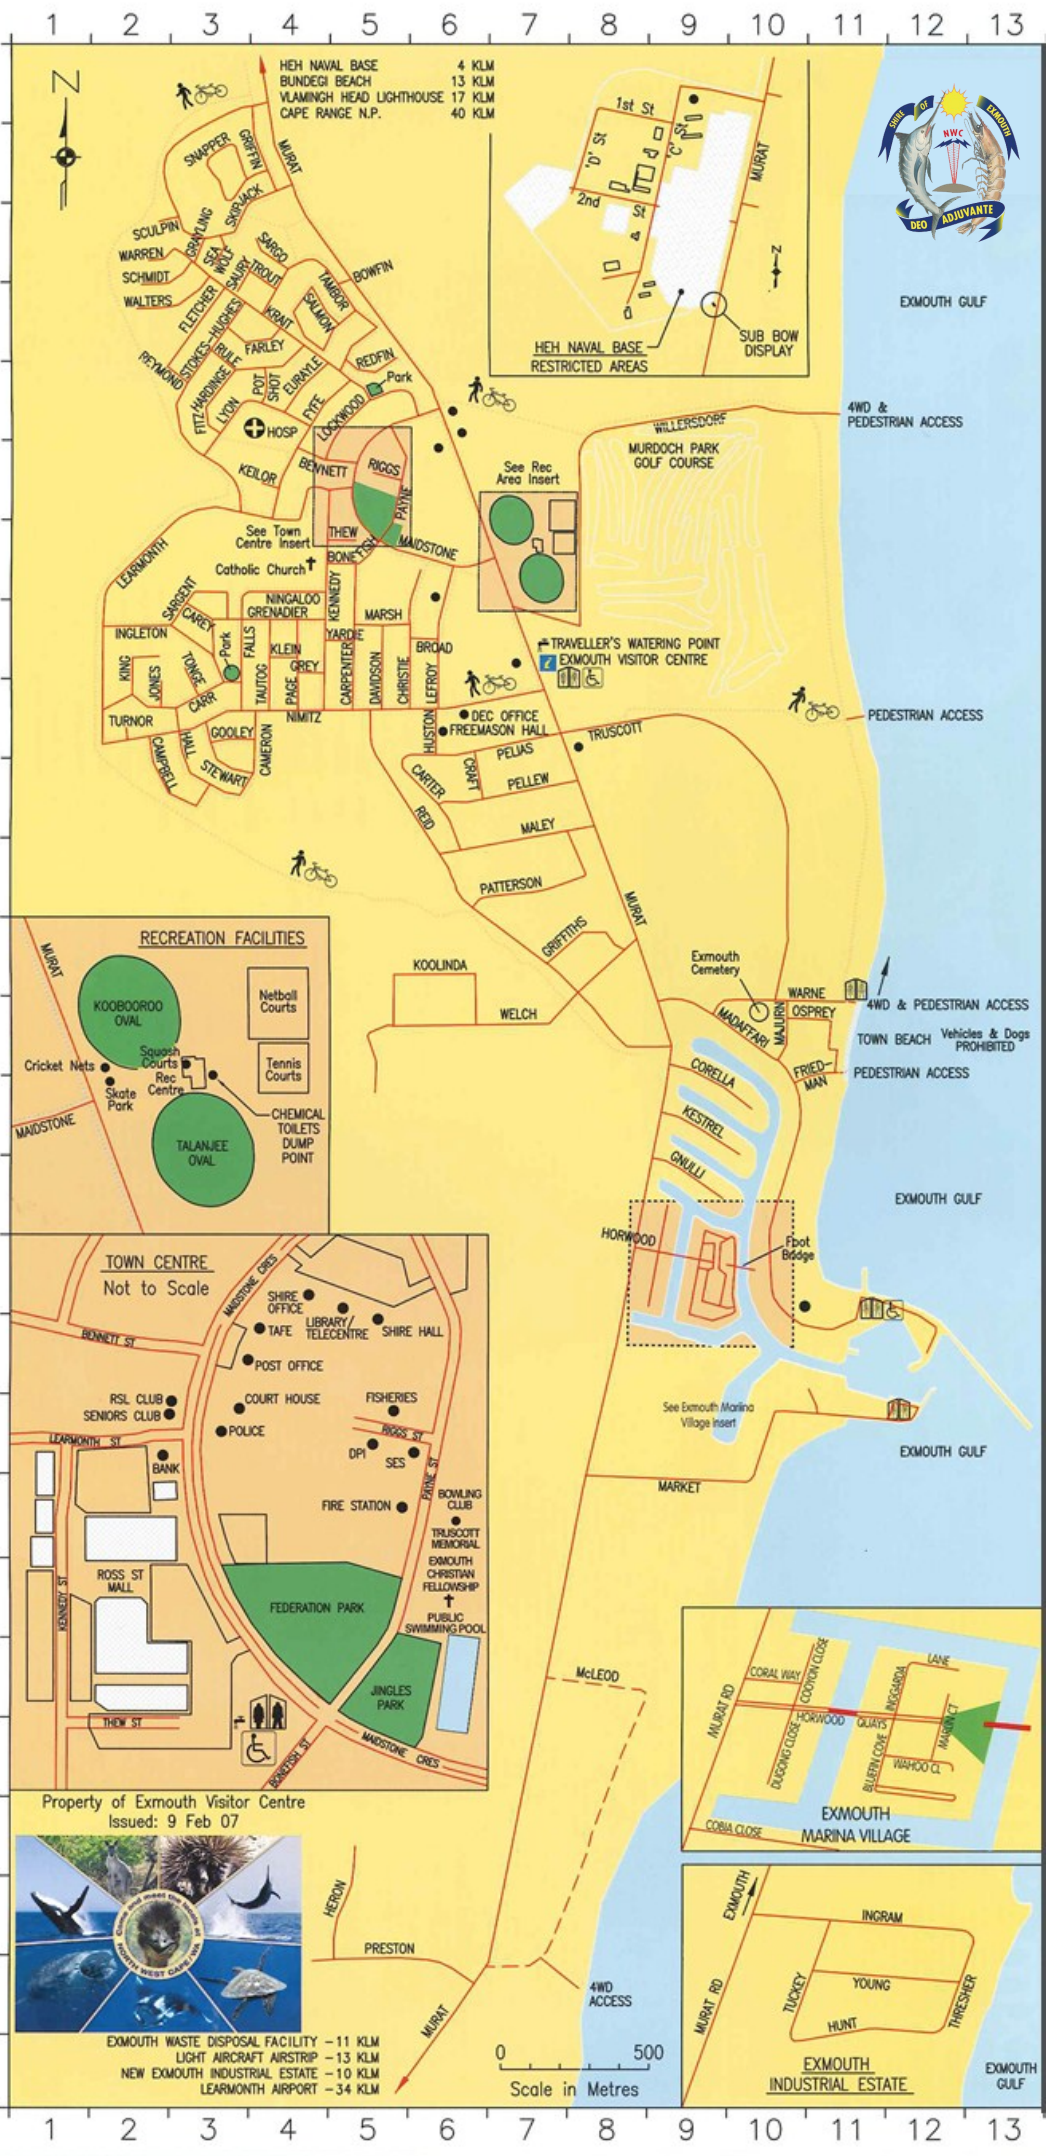 1 2 3 4 5 6 7 8 9 10 11 12 13
N
HEH NAVAL BASE 4 KLM
BUNDEGI BEACH 13 KLM
VLAMINGH HEAD LIGHTHOUSE 17 KLM
CAPE RANGE N.P. 40 KLM
1st St
'D' St
'C' St
2nd
St
MURAT
N
SUB BOW
DISPLAY
HEH NAVAL BASE
RESTRICTED AREAS
SHIRE OF EXMOUTH
NWC
DEO ADJUVANTE
EXMOUTH GULF
SNAPPER
GRIFFIN
MURAT
SKIPJACK
SCULPIN
GRAYLING
WARREN
SEA
WOLF
SARGO
SCHMIDT
SAURY
TROUT
TAMBOR
BOWFIN
WALTERS
FLETCHER
SALMON
STOKES-HUGHES
KRAIT
REYMOND
RULE
FARLEY
REDFIN
FITZ-HARDINGE
POT
SHOT
EURAYLE
Park
LYON
FYFE
LOCKWOOD
HOSP
4WD &
PEDESTRIAN ACCESS
WILLERSDORF
MURDOCH PARK
GOLF COURSE
KEILOR
BENNETT
RIGGS
PAYNE
See Rec
Area Insert
See Town
Centre Insert
THEW
MAIDSTONE
BONEFISH
Catholic Church
LEARMONTH
SARGENT
NINGALOO
KENNEDY
CAREY
GRENADIER
MARSH
INGLETON
Park
FALLS
YARDIE
KLEIN
BROAD
GREY
KING
JONES
TONGE
TAUTOG
PAGE
CARPENTER
DAVIDSON
CHRISTIE
LEFROY
CARR
TURNOR
NIMITZ
GOOLEY
HALL
CAMERON
CAMPBELL
STEWART
TRAVELLER'S WATERING POINT
i EXMOUTH VISITOR CENTRE
HUSTON
DEC OFFICE
FREEMASON HALL
TRUSCOTT
PEDESTRIAN ACCESS
PELIAS
CARTER
CRAFT
PELLEW
REID
MALEY
PATTERSON
MURAT
GRIFFITHS
KOOLINDA
WELCH
Exmouth
Cemetery
WARNE
4WD & PEDESTRIAN ACCESS
OSPREY
MAJURN
MADAFFARI
TOWN BEACH Vehicles & Dogs
PROHIBITED
FRIED-
MAN
PEDESTRIAN ACCESS
CORELLA
KESTREL
GNULLI
EXMOUTH GULF
HORWOOD
Foot
Bridge
See Exmouth Marina
Village Insert
EXMOUTH GULF
MARKET
RECREATION FACILITIES
MURAT
KOOBOOROO
OVAL
Netball
Courts
Cricket Nets
Squash
Courts
Rec
Centre
Skate
Park
Tennis
Courts
MAIDSTONE
TALANJEE
OVAL
CHEMICAL
TOILETS
DUMP
POINT
TOWN CENTRE
Not to Scale
MAIDSTONE CRES
SHIRE
OFFICE
LIBRARY/
TELECENTRE
SHIRE HALL
TAFE
BENNETT ST
POST OFFICE
RSL CLUB
SENIORS CLUB
COURT HOUSE
POLICE
FISHERIES
RIGGS ST
LEARMONTH ST
BANK
DPI
SES
PAYNE ST
FIRE STATION
BOWLING
CLUB
TRUSCOTT
MEMORIAL
EXMOUTH
CHRISTIAN
FELLOWSHIP
PUBLIC
SWIMMING POOL
ROSS ST
MALL
KENNEDY ST
FEDERATION PARK
JINGLES
PARK
THEW ST
MAIDSTONE CRES
BONEFISH ST
McLEOD
CORAL WAY
COOYON CLOSE
LANE
INGGARDA
MURAT RD
HORWOOD QUAYS
MARLIN CT
DUGONG CLOSE
BLUEFIN COVE
WAHOO CL
COBIA CLOSE
EXMOUTH
MARINA VILLAGE
Property of Exmouth Visitor Centre
Issued: 9 Feb 07
Come and meet the locals at
NORTH WEST CAPE/WA
HERON
PRESTON
MURAT
4WD
ACCESS
EXMOUTH
INGRAM
YOUNG
TUCKEY
THRESHER
HUNT
MURAT RD
EXMOUTH
INDUSTRIAL ESTATE
EXMOUTH
GULF
EXMOUTH WASTE DISPOSAL FACILITY - 11 KLM
LIGHT AIRCRAFT AIRSTRIP - 13 KLM
NEW EXMOUTH INDUSTRIAL ESTATE - 10 KLM
LEARMONTH AIRPORT - 34 KLM
0 500
Scale in Metres
1 2 3 4 5 6 7 8 9 10 11 12 13